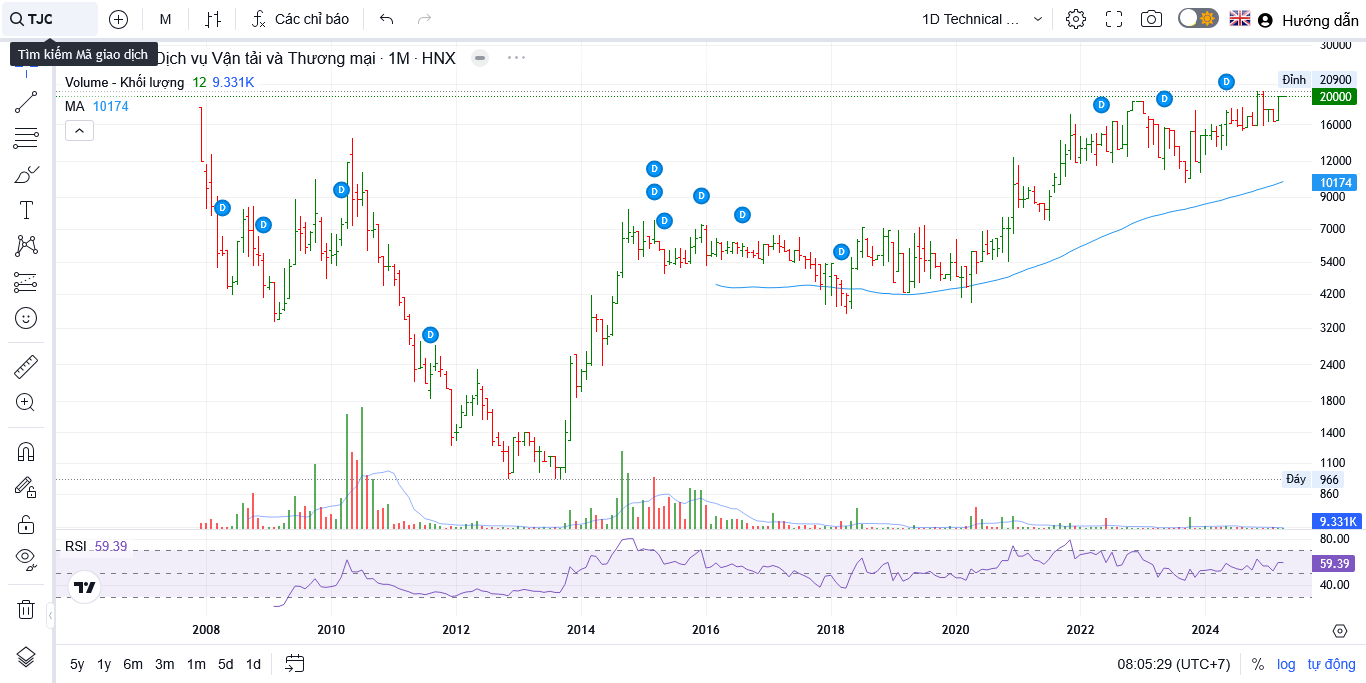 TJC
M
Các chỉ báo
1D Technical ...
Hướng dẫn
Tìm kiếm Mã giao dịch
Dịch vụ Vận tải và Thương mại · 1M · HNX
Volume - Khối lượng 12 9.331K
MA 10174
30000
Đỉnh 20900
20000
16000
12000
10174
9000
7000
5400
4200
3200
2400
1800
1400
1100
Đáy 966
860
9.331K
D
D
D
D
D
D
D
D
D
D
D
D
D
RSI 59.39
80.00
59.39
40.00
2008 2010 2012 2014 2016 2018 2020 2022 2024
5y 1y 6m 3m 1m 5d 1d
08:05:29 (UTC+7) % log tự động